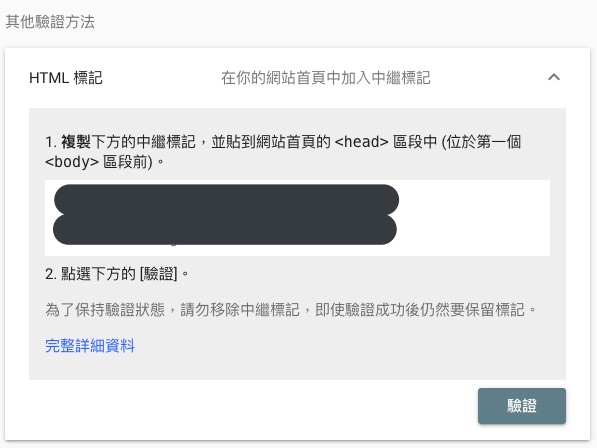 其他驗證方法
HTML 標記 在你的網站首頁中加入中繼標記
1. 複製下方的中繼標記，並貼到網站首頁的 <head> 區段中 (位於第一個
<body> 區段前)。
2. 點選下方的 [驗證]。
為了保持驗證狀態，請勿移除中繼標記，即使驗證成功後仍然要保留標記。
完整詳細資料
驗證